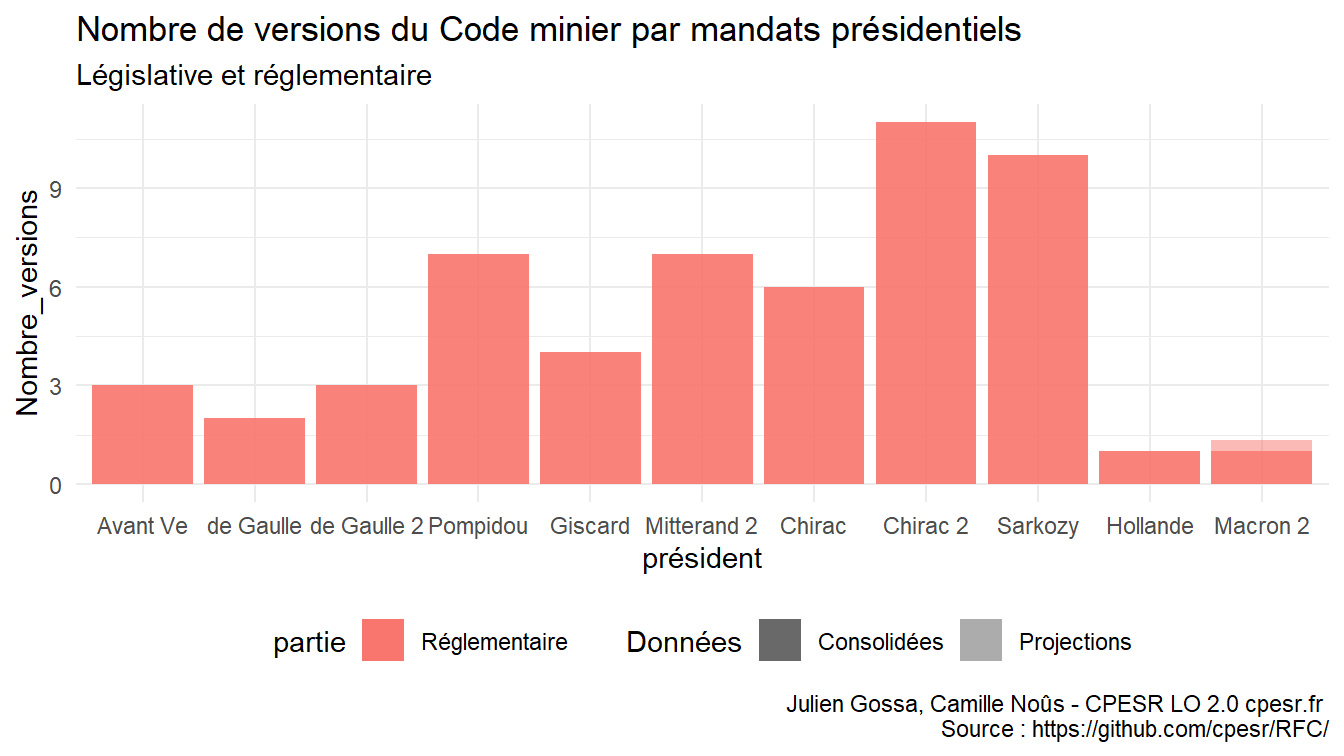 Nombre de versions du Code minier par mandats présidentiels
Législative et réglementaire
Nombre_versions
9
6
3
0
Avant Ve de Gaulle de Gaulle 2 Pompidou Giscard Mitterand 2 Chirac Chirac 2 Sarkozy Hollande Macron 2
président
partie Réglementaire Données Consolidées Projections
Julien Gossa, Camille Noûs - CPESR LO 2.0 cpesr.fr
Source : https://github.com/cpesr/RFC/